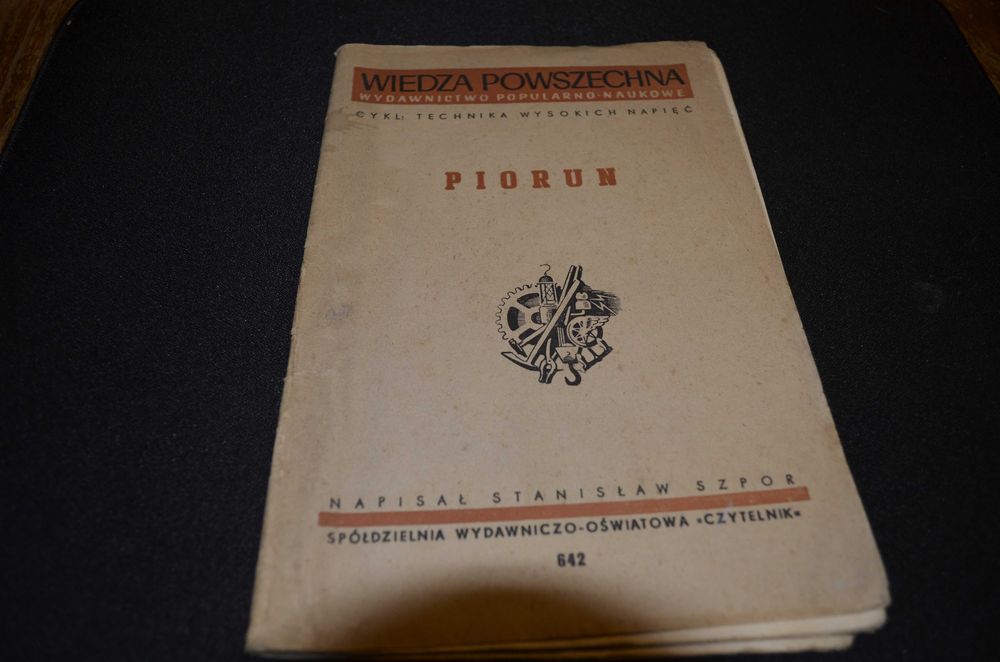 WIEDZA POWSZECHNA
WYDAWNICTWO POPULARNO-NAUKOWE
CYKL: TECHNIKA WYSOKICH NAPIĘĆ
PIORUN
NAPISAŁ STANISŁAW SZPOR
SPÓŁDZIELNIA WYDAWNICZO-OŚWIATOWA »CZYTELNIK«
642